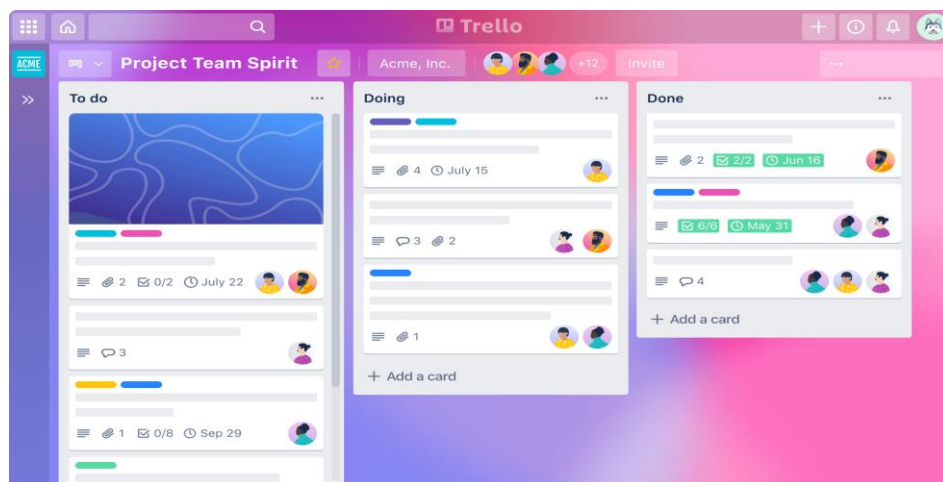 Trello
ACME
Project Team Spirit
Acme, Inc.
+12
Invite
To do
2 0/2 July 22
3
1 0/8 Sep 29
Doing
4 July 15
3 2
1
+ Add a card
Done
2 2/2 Jun 16
6/6 May 31
4
+ Add a card